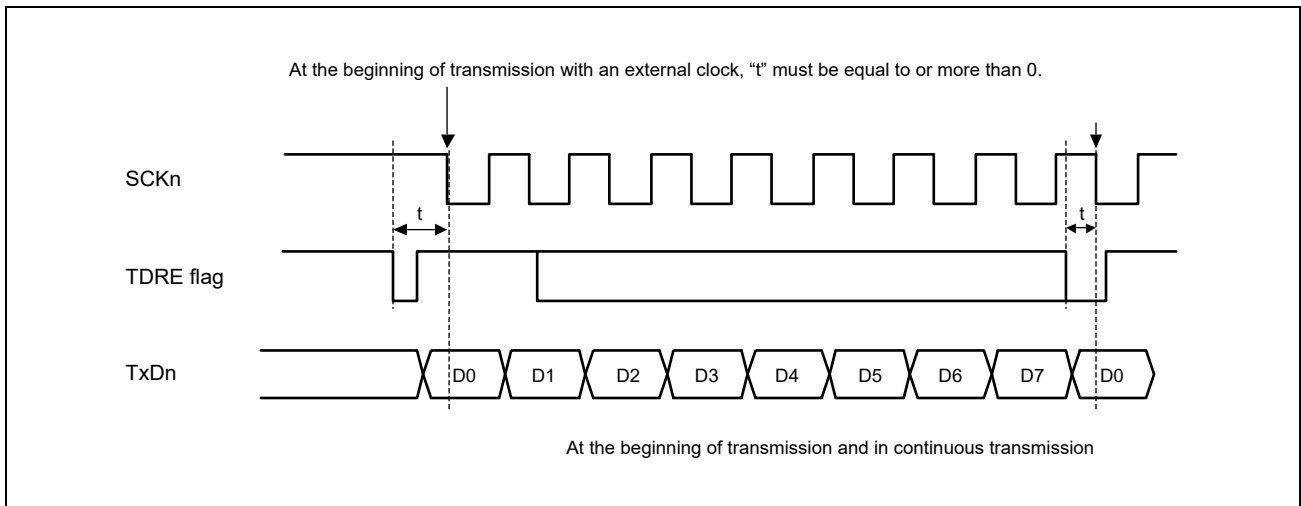 At the beginning of transmission with an external clock, “t” must be equal to or more than 0.
SCKn
t
t
TDRE flag
TxDn
D0 D1 D2 D3 D4 D5 D6 D7 D0
At the beginning of transmission and in continuous transmission